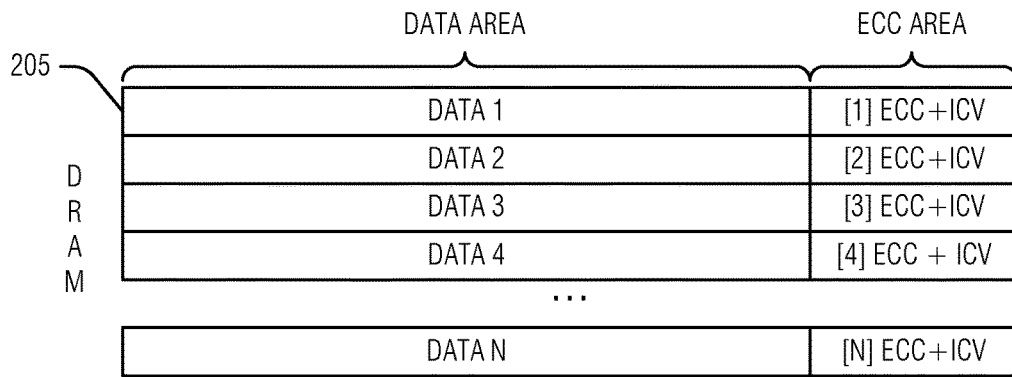 DATA AREA ECC AREA
205
DATA 1 [1] ECC+ICV
DATA 2 [2] ECC+ICV
DATA 3 [3] ECC+ICV
DATA 4 [4] ECC + ICV
DRAM
...
DATA N [N] ECC+ICV